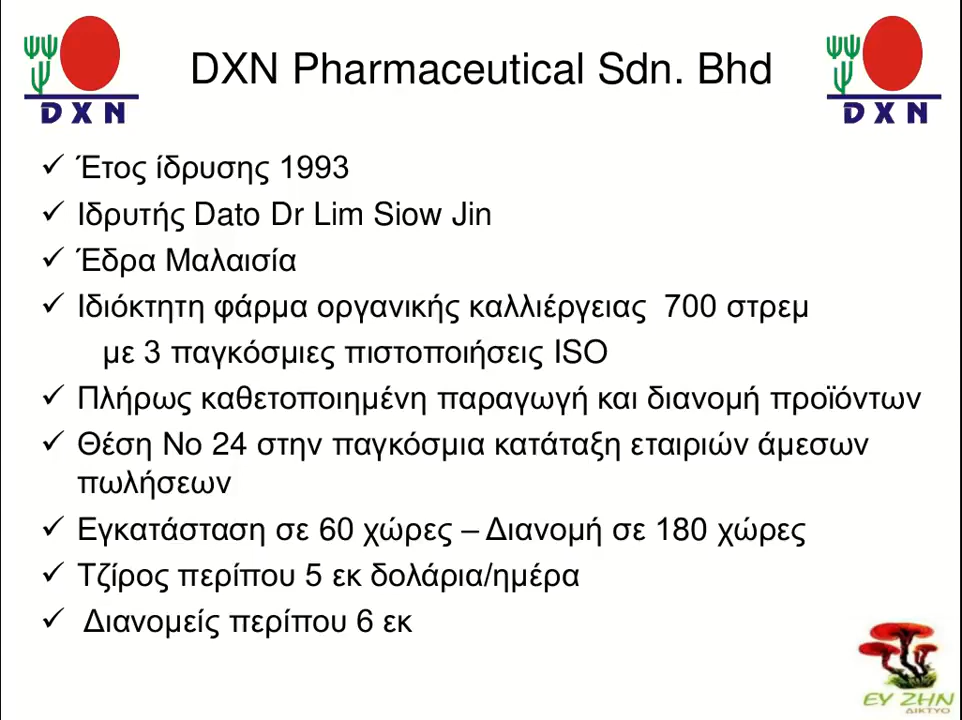 DXN Pharmaceutical Sdn. Bhd
DXN
DXN
Έτος ίδρυσης 1993
Ιδρυτής Dato Dr Lim Siow Jin
Έδρα Μαλαισία
Ιδιόκτητη φάρμα οργανικής καλλιέργειας 700 στρεμ
με 3 παγκόσμιες πιστοποιήσεις ISO
Πλήρως καθετοποιημένη παραγωγή και διανομή προϊόντων
Θέση Νο 24 στην παγκόσμια κατάταξη εταιριών άμεσων
πωλήσεων
Εγκατάσταση σε 60 χώρες – Διανομή σε 180 χώρες
Τζίρος περίπου 5 εκ δολάρια/ημέρα
Διανομείς περίπου 6 εκ
ΕΥ ΖΗΝ
ΔΙΚΤΥΟ